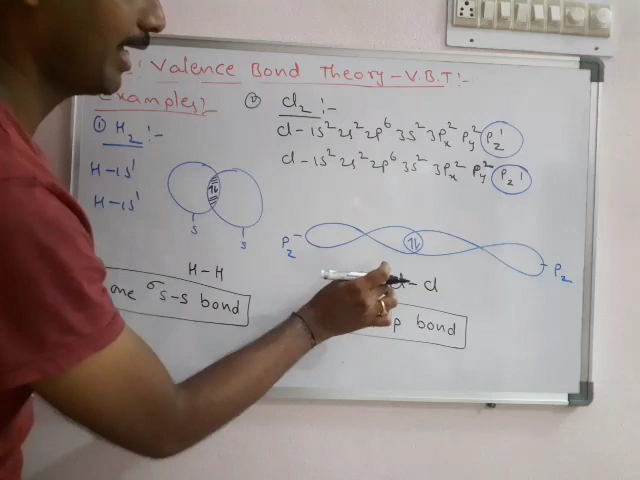 : Valence Bond Theory - V.B.T :-
Examples:
① H2 :-
H - 1s¹
H - 1s¹
s
s
H - H
one σs-s bond
② cl2 :-
cl - 1s² 2s² 2p⁶ 3s² 3px² py² pz¹
cl - 1s² 2s² 2p⁶ 3s² 3px² py² pz¹
pz
pz
cl - cl
p bond